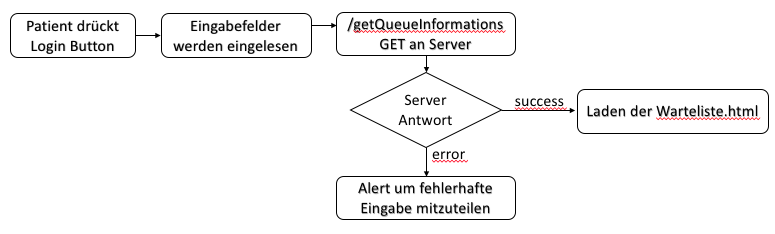 Patient drückt
Login Button
Eingabefelder
werden eingelesen
/getQueueInformations
GET an Server
Server
Antwort
success
Laden der Warteliste.html
error
Alert um fehlerhafte
Eingabe mitzuteilen